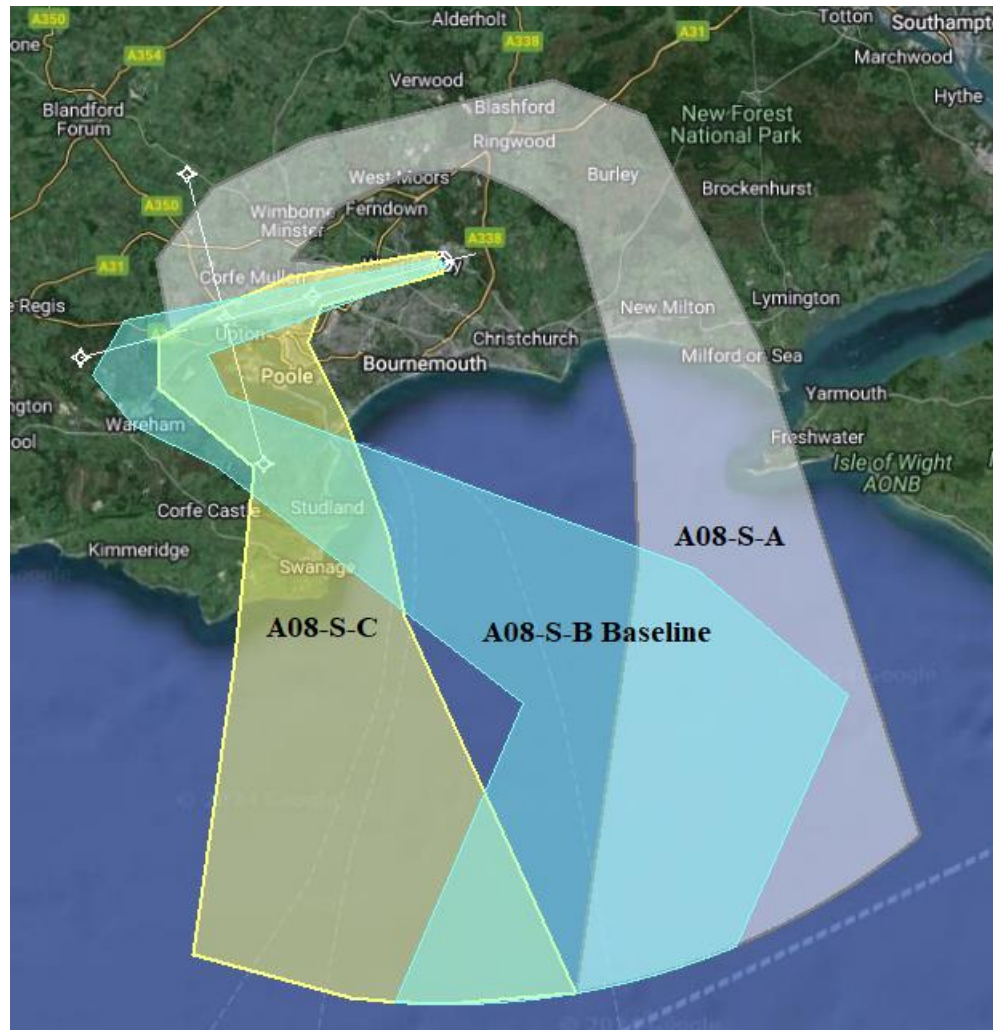 A350
Alderholt
Totton
Southampt
A354
A338
A31
Marchwood
Verwood
Hythe
Blandford
Forum
Blashford
New Forest
National Park
Ringwood
West Moors
Burley
Brockenhurst
A350
Wimborne
Minster
Ferndown
A338
A31
Corfe Mullen
Lymington
e Regis
New Milton
Upton
Christchurch
Milford on Sea
Bournemouth
Poole
Yarmouth
ngton
Wareham
Freshwater
ool
Isle of Wight
AONB
Corfe Castle
Studland
A08-S-A
Kimmeridge
Swanage
A08-S-C
A08-S-B Baseline